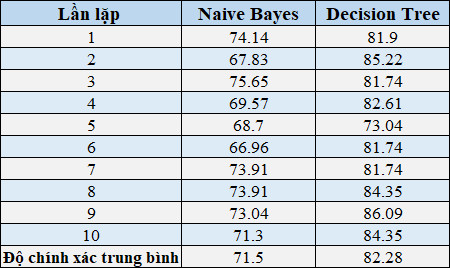 Lần lặp Naive Bayes Decision Tree
1 74.14 81.9
2 67.83 85.22
3 75.65 81.74
4 69.57 82.61
5 68.7 73.04
6 66.96 81.74
7 73.91 81.74
8 73.91 84.35
9 73.04 86.09
10 71.3 84.35
Độ chính xác trung bình 71.5 82.28